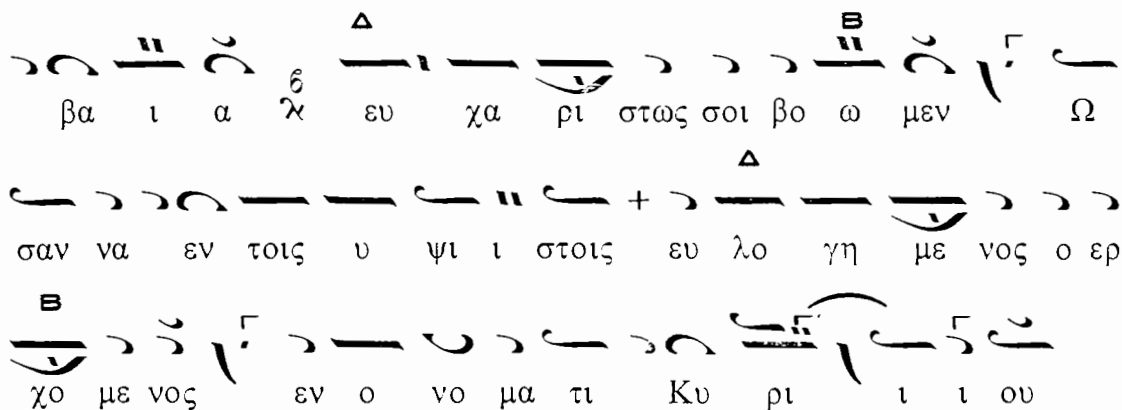 Δ Β
βα ι α ευ χα ρι στως σοι βο ω μεν Ω
Δ
σαν να εν τοις υ ψι ι στοις + ευ λο γη με νος ο ερ
Β
χο με νος εν ο νο μα τι Κυ ρι ι ι ου